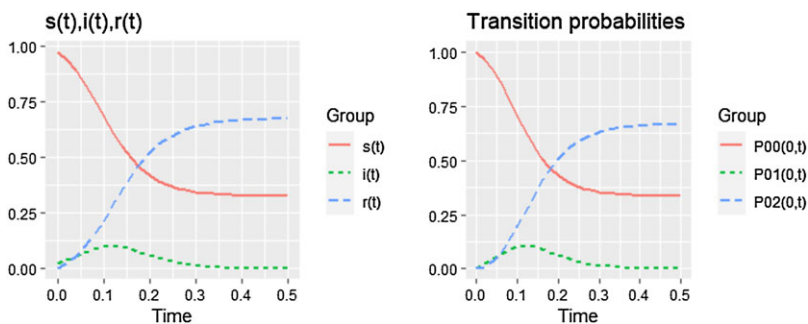 s(t),i(t),r(t)
1.00
0.75
0.50
0.25
0.00
0.0 0.1 0.2 0.3 0.4 0.5
Time
Group
s(t)
i(t)
r(t)
Transition probabilities
1.00
0.75
0.50
0.25
0.00
0.0 0.1 0.2 0.3 0.4 0.5
Time
Group
P00(0,t)
P01(0,t)
P02(0,t)